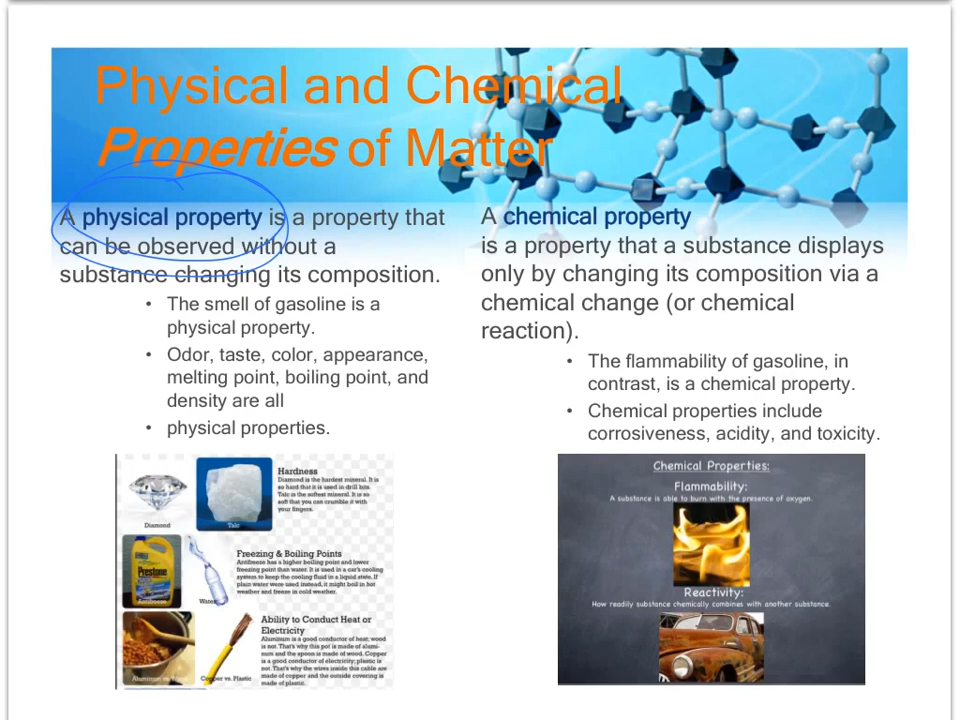 Physical and Chemical
Properties of Matter
A physical property is a property that
can be observed without a
substance changing its composition.
• The smell of gasoline is a
physical property.
• Odor, taste, color, appearance,
melting point, boiling point, and
density are all
• physical properties.
A chemical property
is a property that a substance displays
only by changing its composition via a
chemical change (or chemical
reaction).
• The flammability of gasoline, in
contrast, is a chemical property.
• Chemical properties include
corrosiveness, acidity, and toxicity.
Hardness
Diamond is the hardest mineral. It is
so hard that it is used in drill bits.
Talc is the softest mineral. It is so
soft that you can crumble it with
your fingers.
Diamond
Talc
Freezing & Boiling Points
Antifreeze has a higher boiling point and lower
freezing point than water. It is used in a car's cooling
system to keep the cooling fluid in a liquid state. If
plain water were used instead, it might boil in hot
weather and freeze in cold weather.
Prestone
Antifreeze
Water
Ability to Conduct Heat or
Electricity
Aluminum is a good conductor of heat; wood
is not. That's why this pot is made of alumi-
num and the spoon is made of wood. Copper
is a good conductor of electricity; plastic is
not. That's why the wires inside this cable are
made of copper and the outside covering is
made of plastic.
Aluminum vs. Wood
Copper vs. Plastic
Chemical Properties:
Flammability:
A substance is able to burn with the presence of oxygen.
Reactivity:
How readily substance chemically combines with another substance.